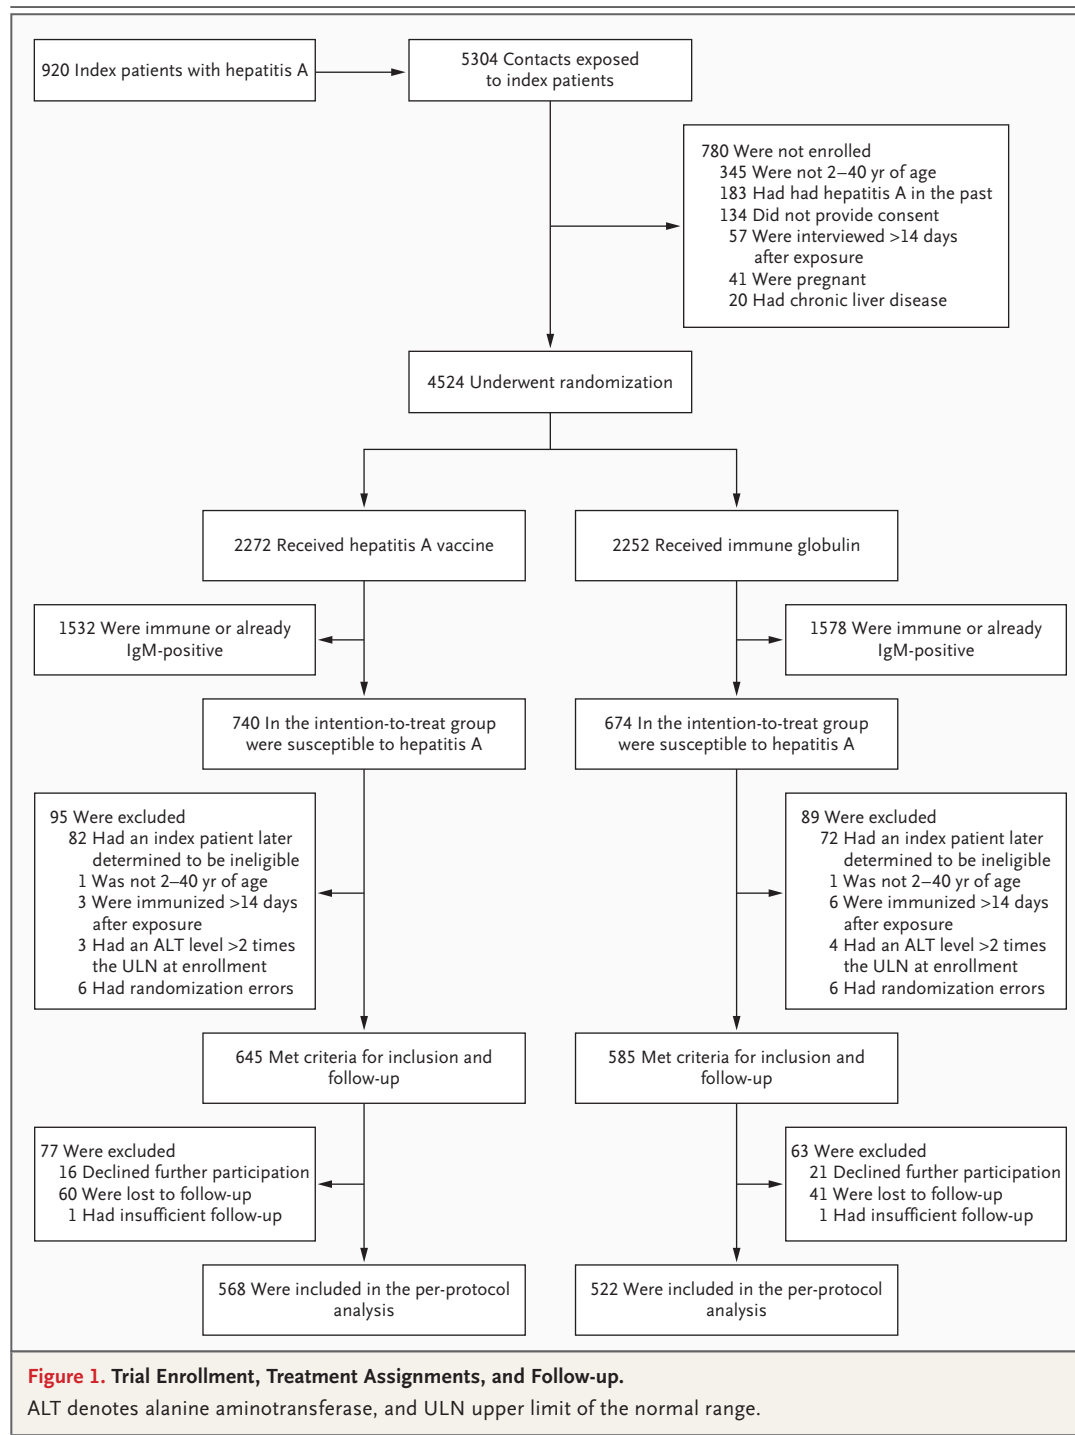 920 Index patients with hepatitis A
5304 Contacts exposed
to index patients
780 Were not enrolled
345 Were not 2–40 yr of age
183 Had had hepatitis A in the past
134 Did not provide consent
57 Were interviewed >14 days
after exposure
41 Were pregnant
20 Had chronic liver disease
4524 Underwent randomization
2272 Received hepatitis A vaccine
2252 Received immune globulin
1532 Were immune or already
IgM-positive
1578 Were immune or already
IgM-positive
740 In the intention-to-treat group
were susceptible to hepatitis A
674 In the intention-to-treat group
were susceptible to hepatitis A
95 Were excluded
82 Had an index patient later
determined to be ineligible
1 Was not 2–40 yr of age
3 Were immunized >14 days
after exposure
3 Had an ALT level >2 times
the ULN at enrollment
6 Had randomization errors
89 Were excluded
72 Had an index patient later
determined to be ineligible
1 Was not 2–40 yr of age
6 Were immunized >14 days
after exposure
4 Had an ALT level >2 times
the ULN at enrollment
6 Had randomization errors
645 Met criteria for inclusion and
follow-up
585 Met criteria for inclusion and
follow-up
77 Were excluded
16 Declined further participation
60 Were lost to follow-up
1 Had insufficient follow-up
63 Were excluded
21 Declined further participation
41 Were lost to follow-up
1 Had insufficient follow-up
568 Were included in the per-protocol
analysis
522 Were included in the per-protocol
analysis
Figure 1. Trial Enrollment, Treatment Assignments, and Follow-up.
ALT denotes alanine aminotransferase, and ULN upper limit of the normal range.